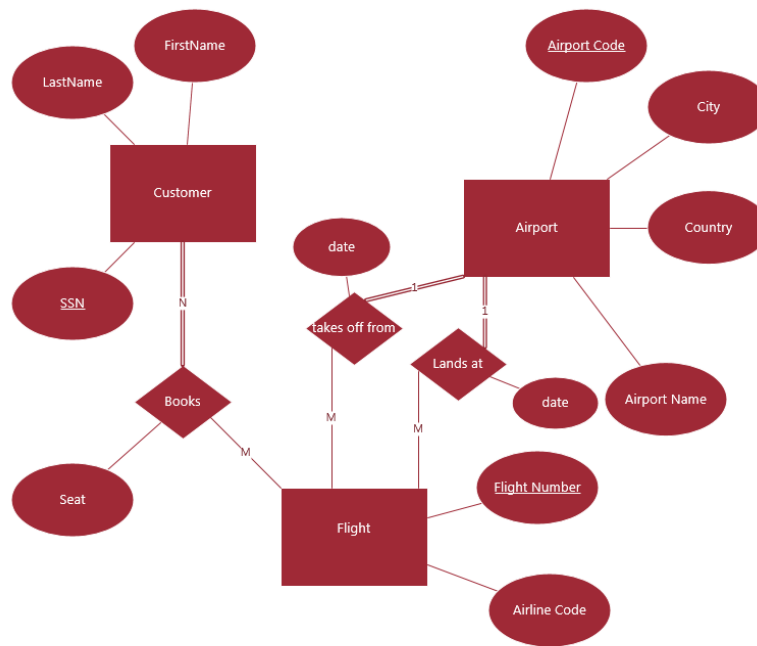 FirstName
Airport Code
LastName
City
Customer
Airport
Country
date
SSN
N
1
takes off from
1
Lands at
Books
Airport Name
date
M
M
M
Seat
Flight Number
Flight
Airline Code